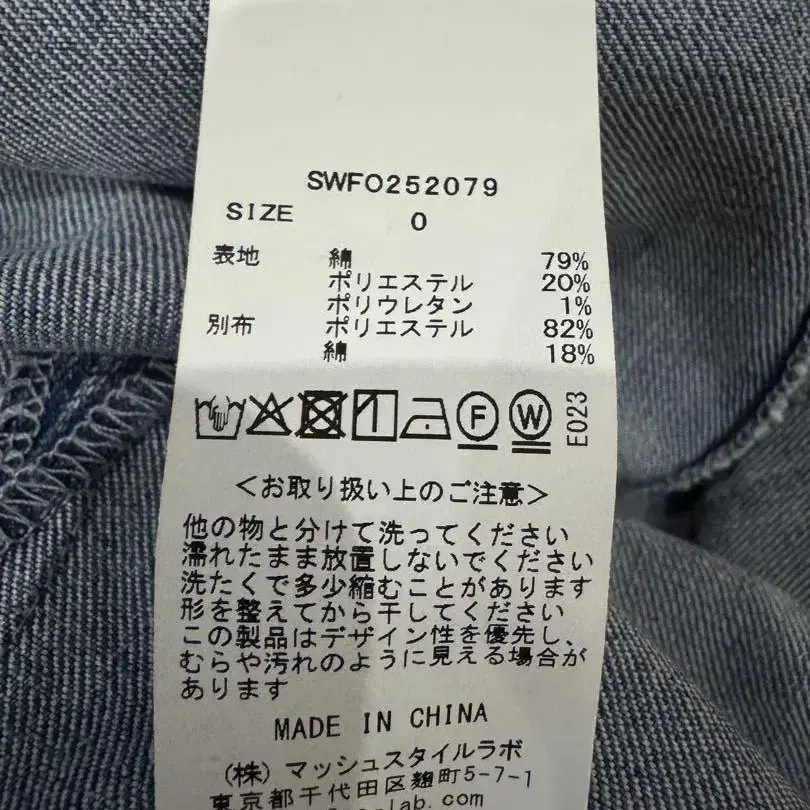 SWFO252079
SIZE 0
表地 綿 79%
ポリエステル 20%
ポリウレタン 1%
別布 ポリエステル 82%
綿 18%
F W E023
<お取り扱い上のご注意>
他の物と分けて洗ってください
濡れたまま放置しないでください
洗たくで多少縮むことがあります
形を整えてから干してください
この製品はデザイン性を優先し、
むらや汚れのように見える場合が
あります
MADE IN CHINA
(株) マッシュスタイルラボ
東京都千代田区麹町5-7-1
lab.com